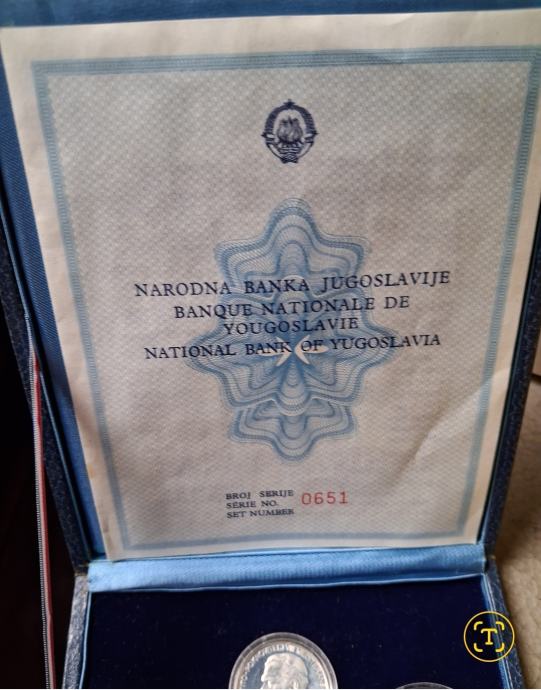 NARODNA BANKA JUGOSLAVIJE
BANQUE NATIONALE DE
YOUGOSLAVIE
NATIONAL BANK OF YUGOSLAVIA
BROJ SERIJE
SÉRIE NO.
SET NUMBER
0651